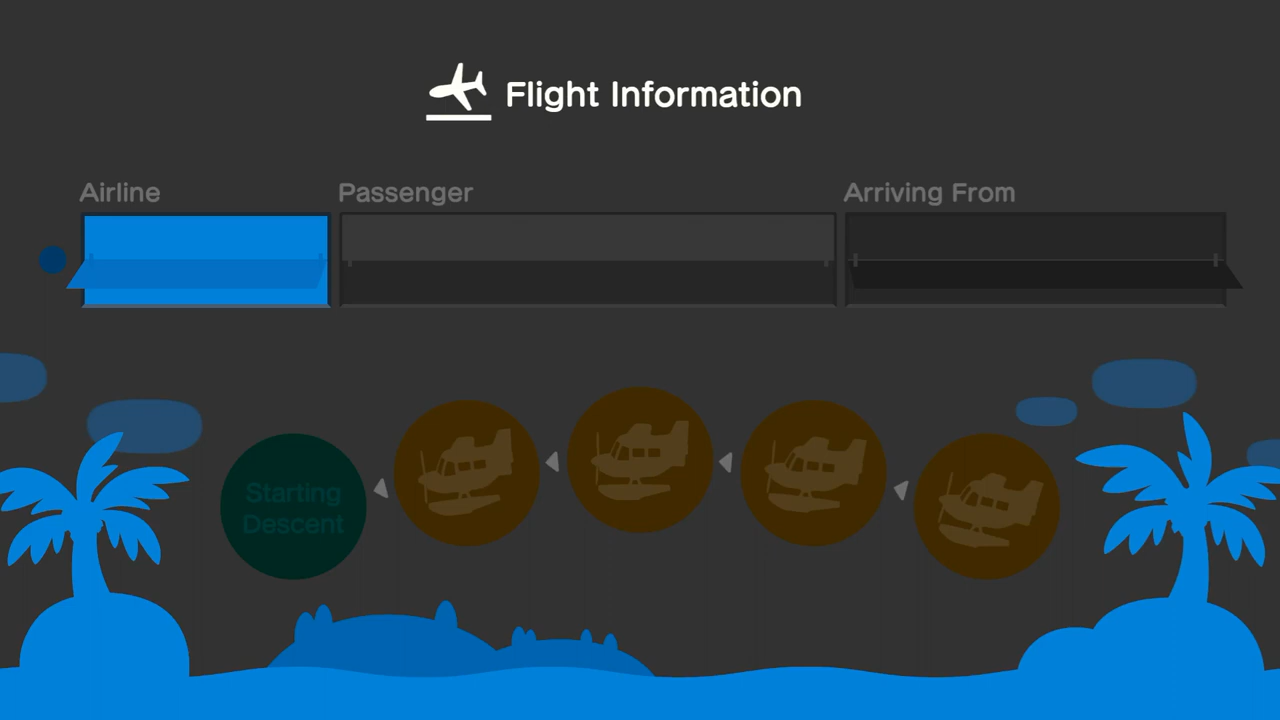 Flight Information
Airline
Passenger
Arriving From
Starting
Descent